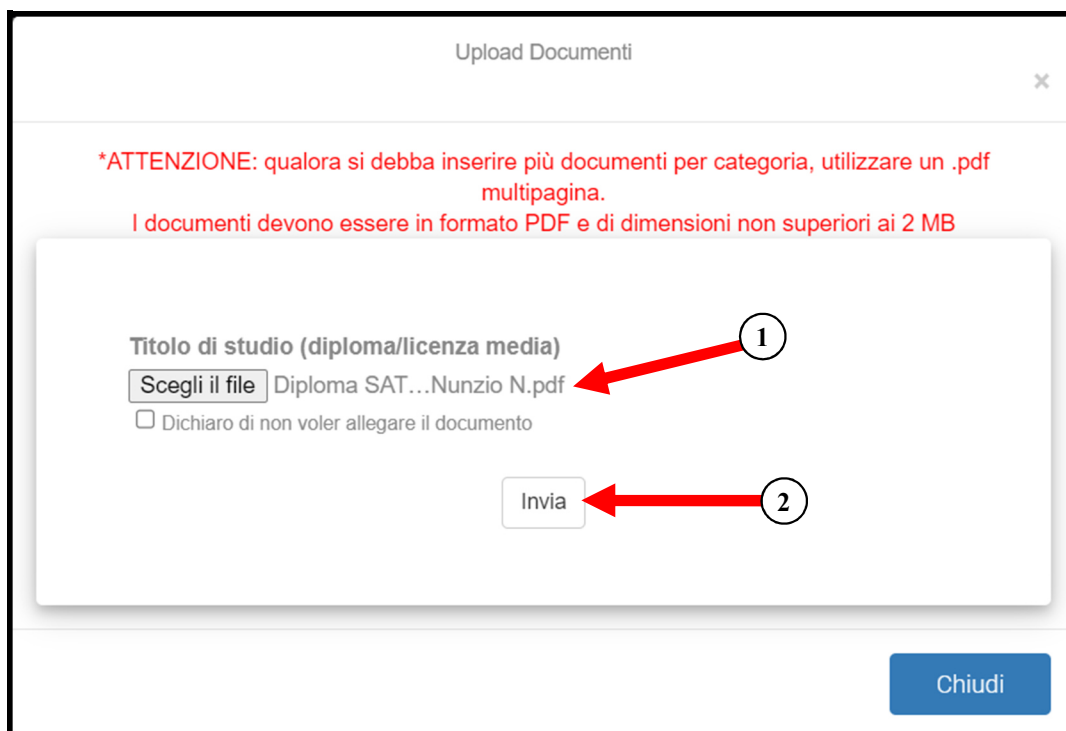 Upload Documenti
×
*ATTENZIONE: qualora si debba inserire più documenti per categoria, utilizzare un .pdf
multipagina.
I documenti devono essere in formato PDF e di dimensioni non superiori ai 2 MB
Titolo di studio (diploma/licenza media)
1
Scegli il file Diploma SAT...Nunzio N.pdf
Dichiaro di non voler allegare il documento
Invia
2
Chiudi